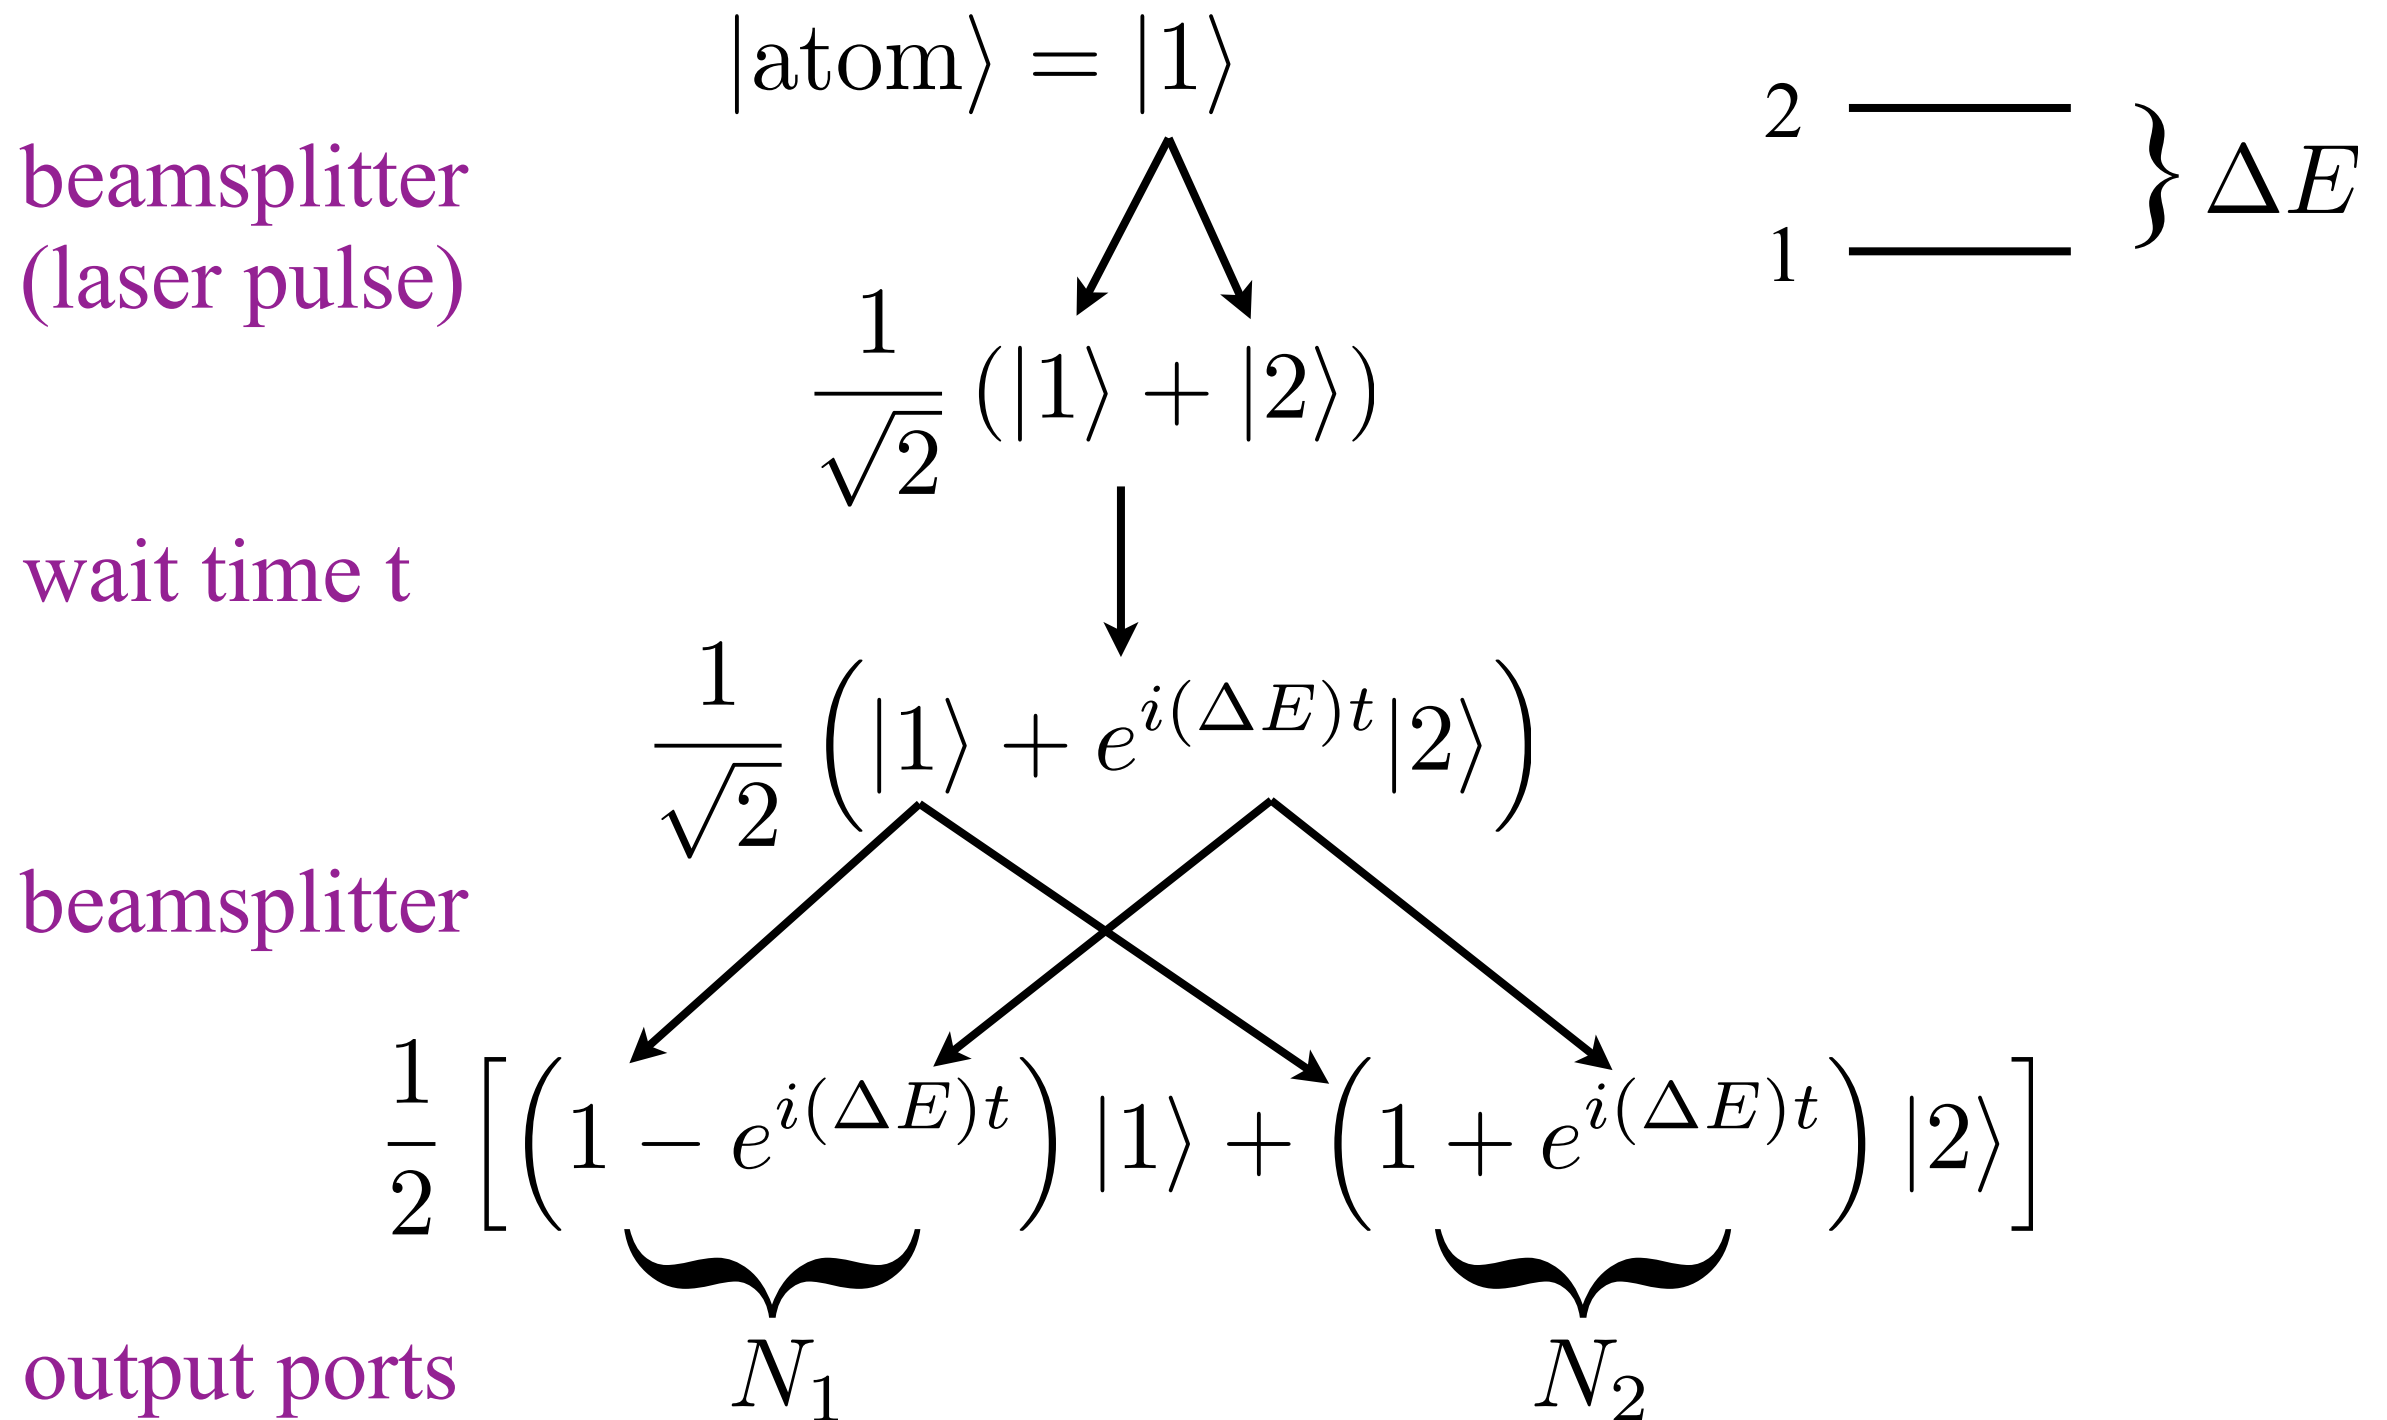 |atom⟩ = |1⟩
2
} ΔE
1
beamsplitter
(laser pulse)
1/√2 (|1⟩ + |2⟩)
wait time t
1/√2 (|1⟩ + e^{i(ΔE)t}|2⟩)
beamsplitter
1/2 [(1 − e^{i(ΔE)t}) |1⟩ + (1 + e^{i(ΔE)t}) |2⟩]
output ports
N₁
N₂